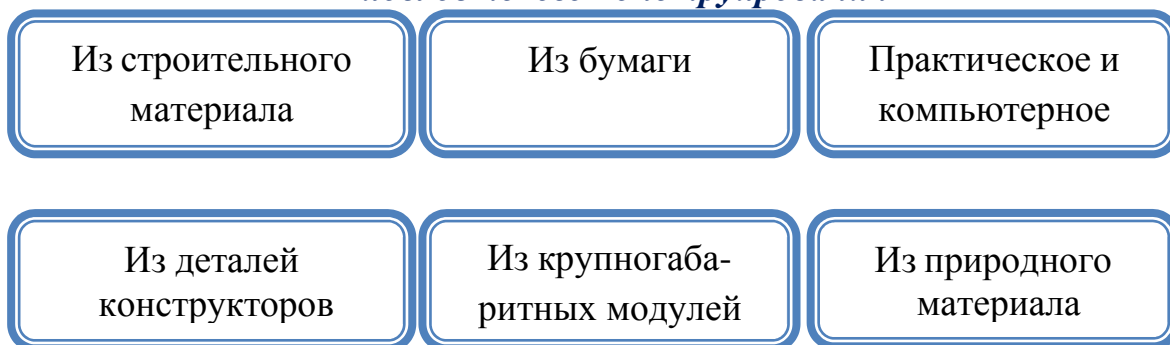 Из строительного
материала
Из бумаги
Практическое и
компьютерное
Из деталей
конструкторов
Из крупногаба-
ритных модулей
Из природного
материала